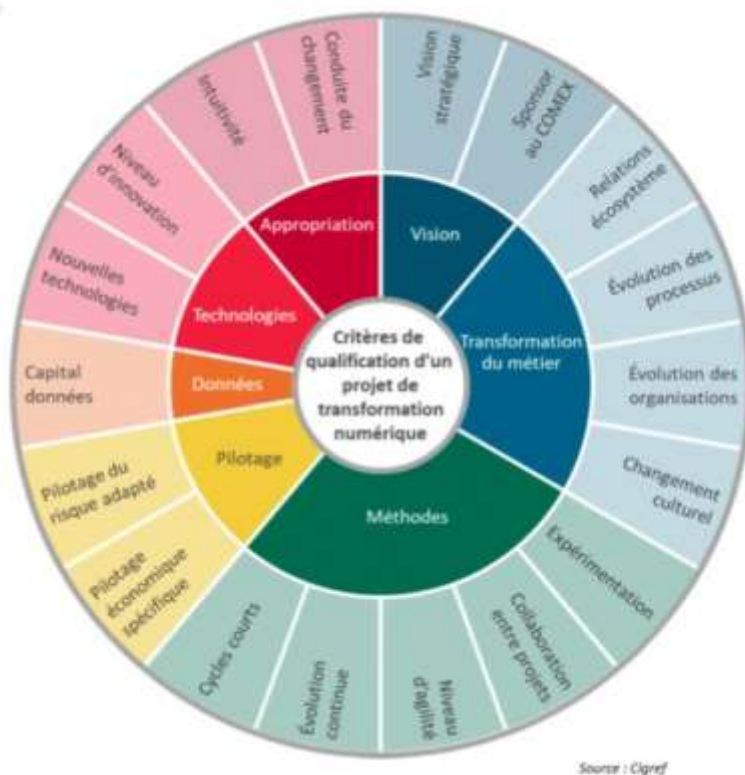 Critères de
qualification d'un
projet de
transformation
numérique
Vision
Vision
stratégique
Sponsor
au COMEX
Transformation
du métier
Relations
écosystème
Évolution des
processus
Évolution des
organisations
Changement
culturel
Méthodes
Expérimentation
Collaboration
entre projets
Niveau
d'agilité
Évolution
continue
Cycles courts
Pilotage
Pilotage
économique
spécifique
Pilotage du
risque adapté
Données
Capital
données
Technologies
Nouvelles
technologies
Niveau
d'innovation
Appropriation
Intuitivité
Conduite du
changement
Source : Cigref